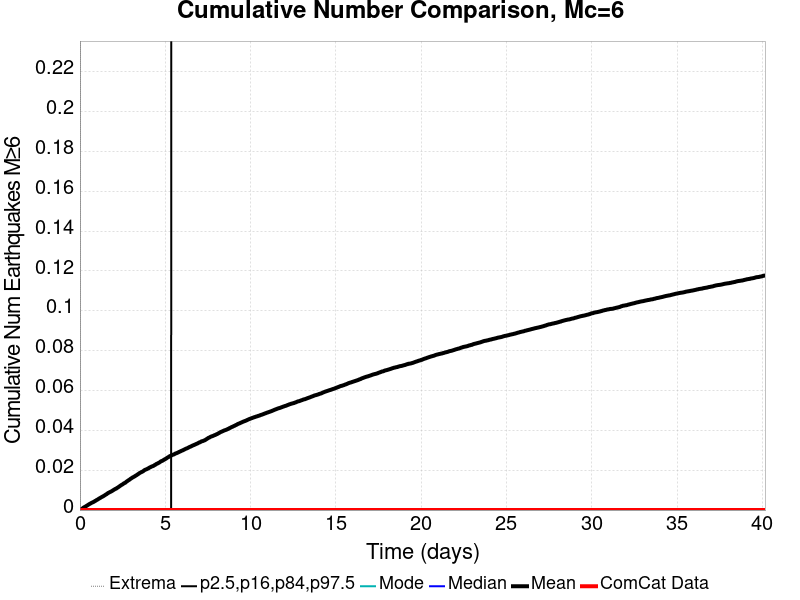 Cumulative Number Comparison, Mc=6
Cumulative Num Earthquakes M≥6
0.22
0.2
0.18
0.16
0.14
0.12
0.1
0.08
0.06
0.04
0.02
0
0 5 10 15 20 25 30 35 40
Time (days)
Extrema p2.5,p16,p84,p97.5 Mode Median Mean ComCat Data